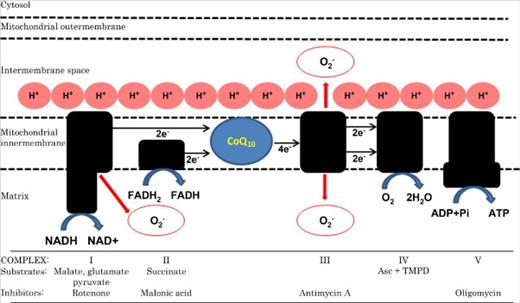 Cytosol
Mitochondrial outermembrane
Intermembrane space
O₂⁻
H⁺ H⁺ H⁺ H⁺ H⁺ H⁺ H⁺ H⁺ H⁺ H⁺ H⁺ H⁺ H⁺
Mitochondrial
innermembrane
2e⁻
2e⁻
CoQ₁₀
4e⁻
2e⁻
2e⁻
Matrix
FADH₂ FADH
O₂ 2H₂O
NADH NAD+
O₂⁻
O₂⁻
ADP+Pi ATP
COMPLEX: I II III IV V
Substrates: Malate, glutamate Succinate Asc + TMPD
pyruvate
Inhibitors: Rotenone Malonic acid Antimycin A Oligomycin